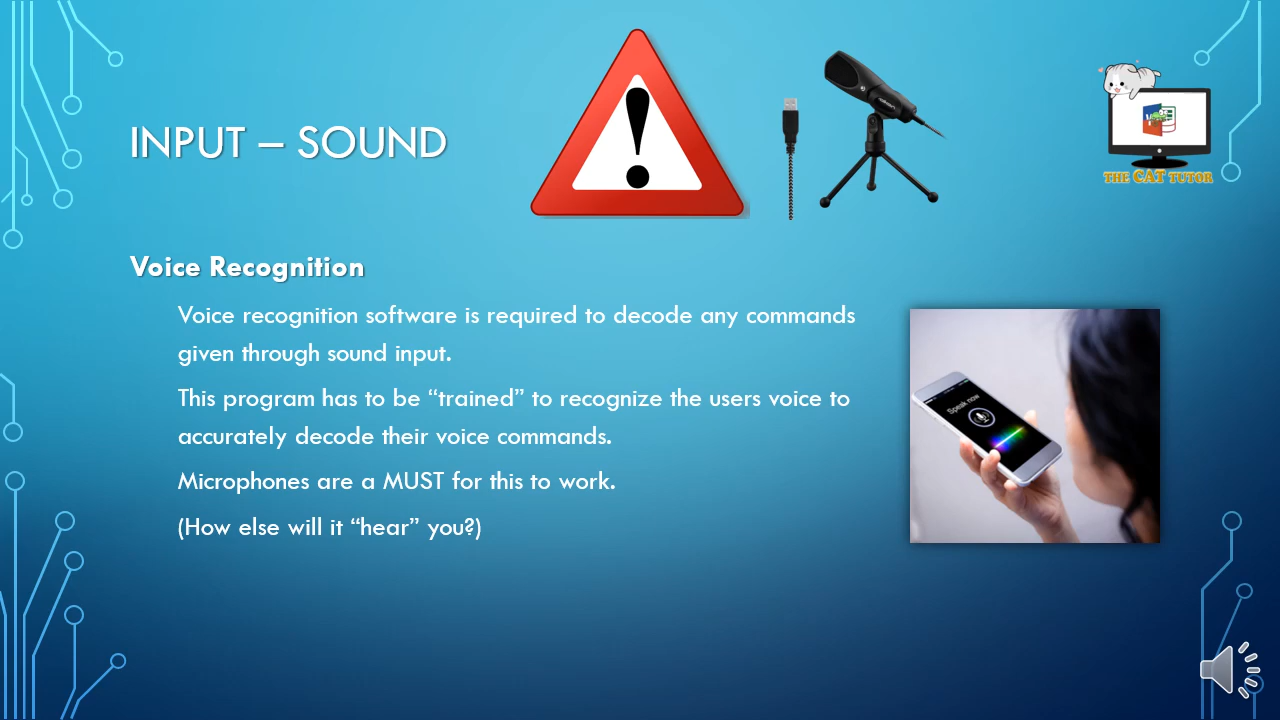 INPUT – SOUND
THE CAT TUTOR
Voice Recognition
Voice recognition software is required to decode any commands
given through sound input.
This program has to be “trained” to recognize the users voice to
accurately decode their voice commands.
Microphones are a MUST for this to work.
(How else will it “hear” you?)
Speak now